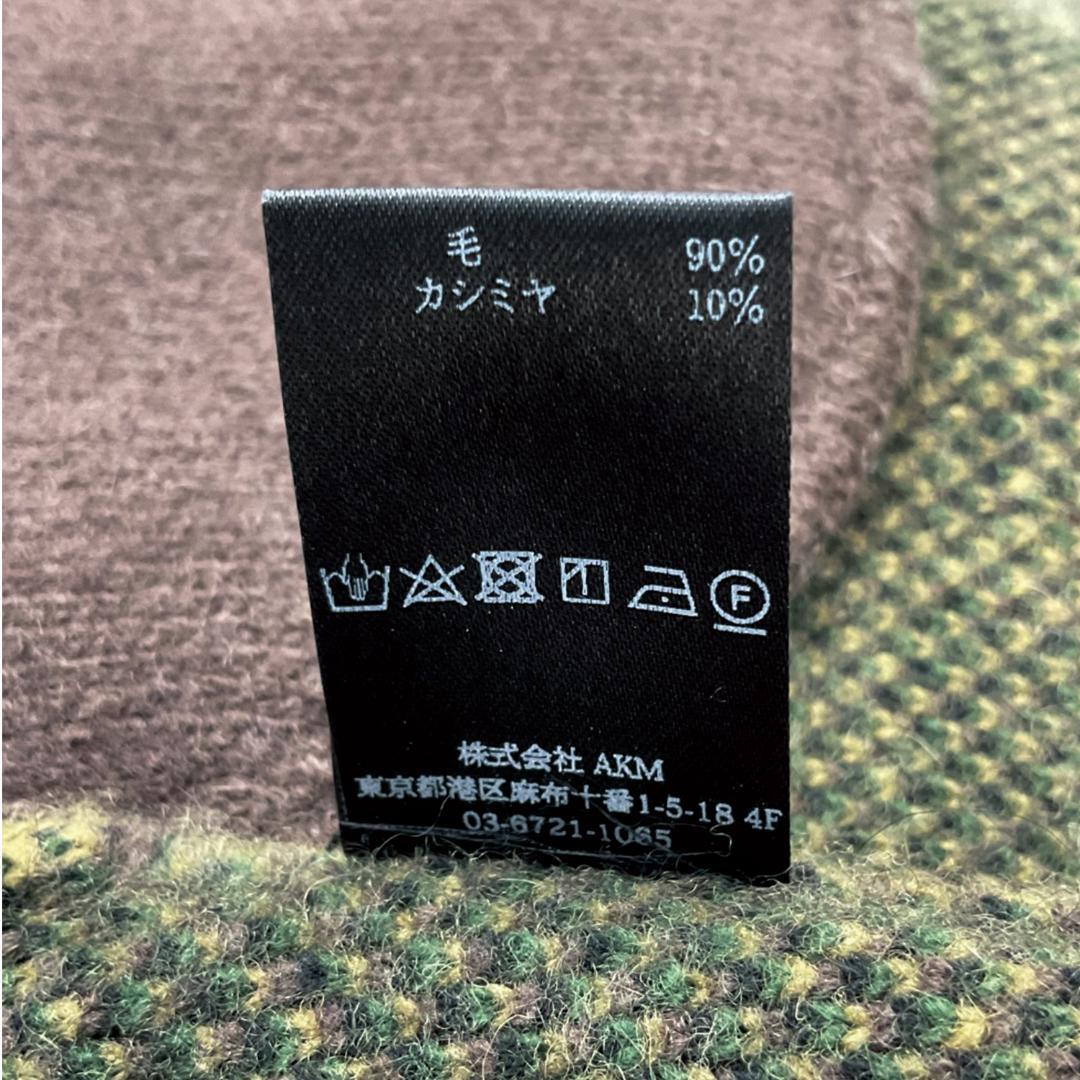 毛 90%
カシミヤ 10%
F
株式会社 AKM
東京都港区麻布十番1-5-18 4F
03-6721-1065